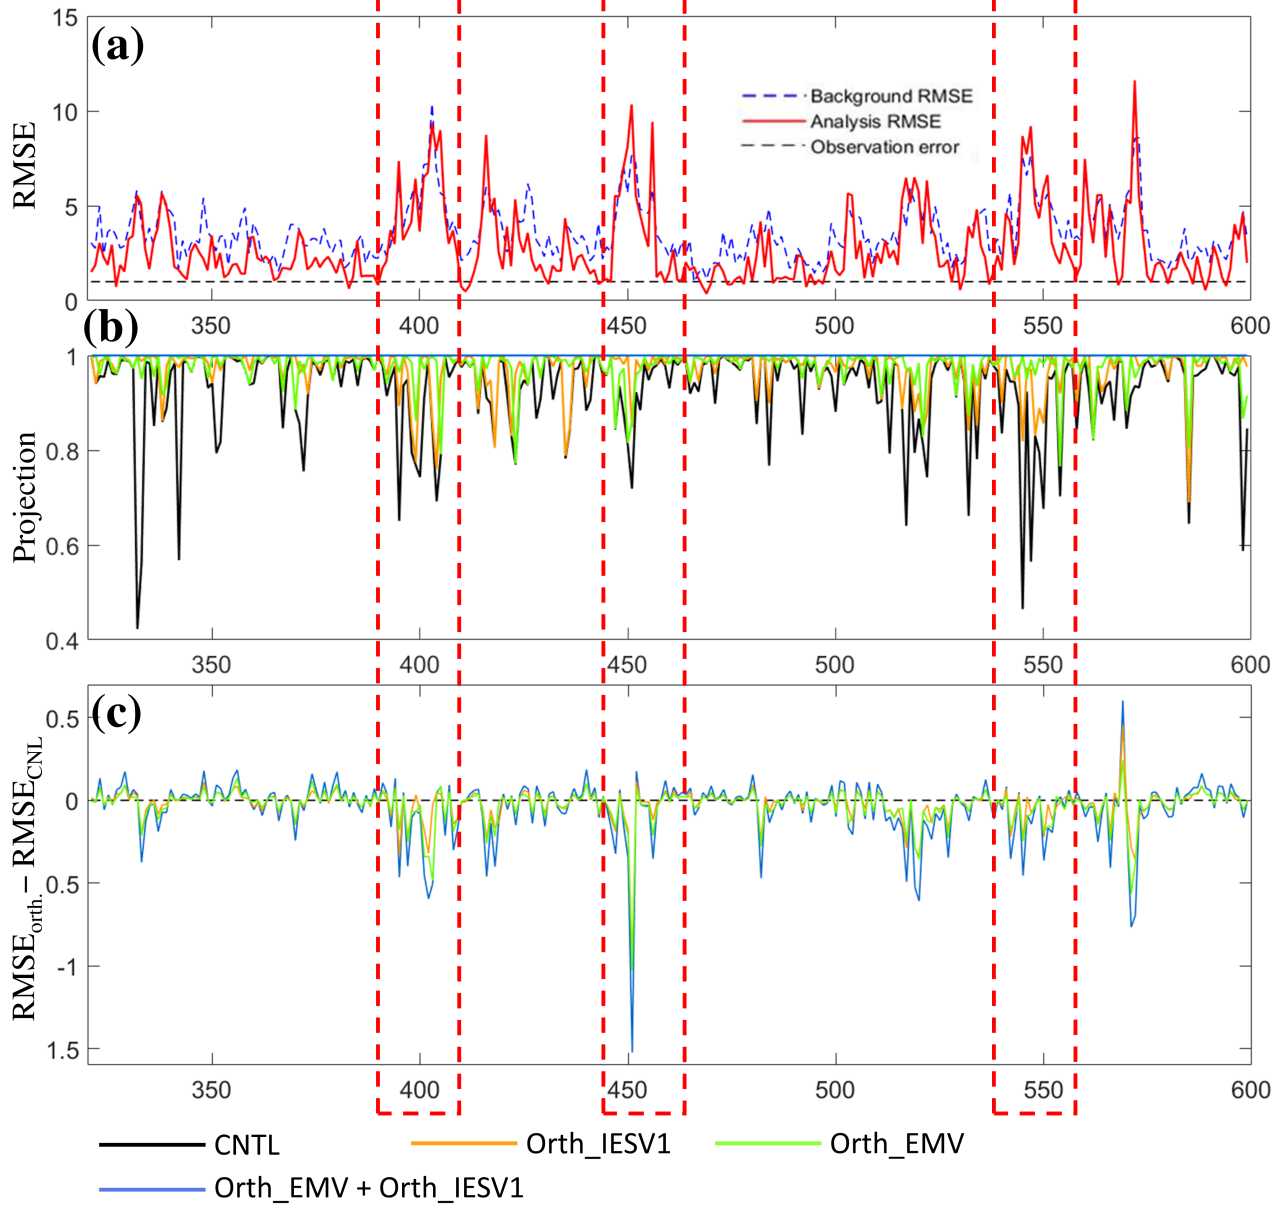 (a)
15
10
5
0
RMSE
Background RMSE
Analysis RMSE
Observation error
350 400 450 500 550 600
(b)
1
0.8
0.6
0.4
Projection
350 400 450 500 550 600
(c)
0.5
0
0.5
-1
1.5
RMSEorth.− RMSECNL
350 400 450 500 550 600
CNTL Orth_IESV1 Orth_EMV
Orth_EMV + Orth_IESV1